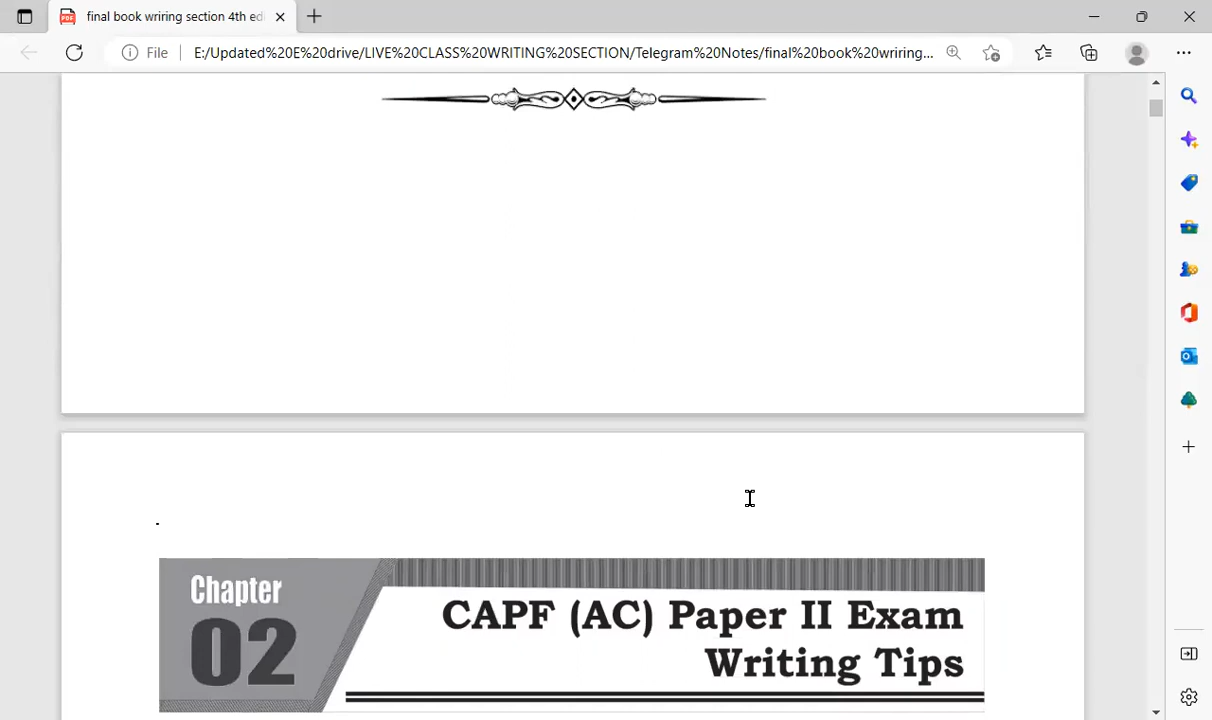 final book wriring section 4th ed
File
E:/Updated%20E%20drive/LIVE%20CLASS%20WRITING%20SECTION/Telegram%20Notes/final%20book%20wriring...
Chapter
02
CAPF (AC) Paper II Exam
Writing Tips